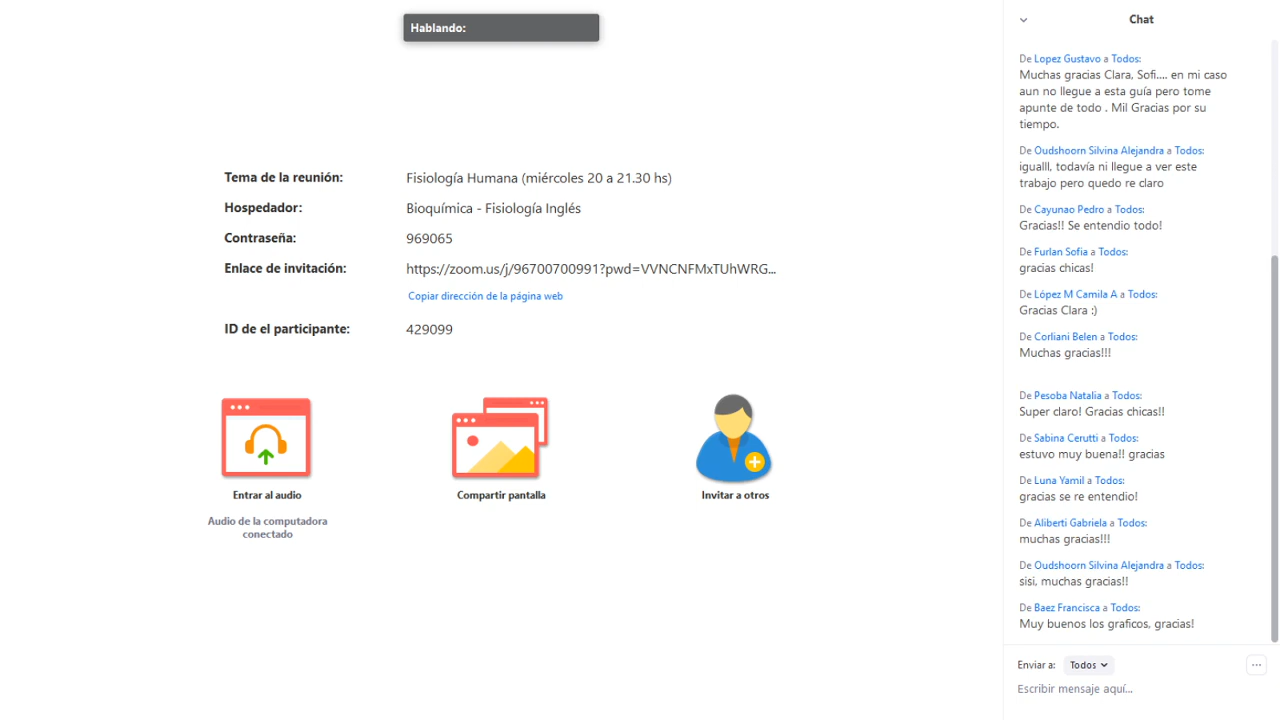 Hablando:
Tema de la reunión: Fisiología Humana (miércoles 20 a 21.30 hs)
Hospedador: Bioquímica - Fisiología Inglés
Contraseña: 969065
Enlace de invitación: https://zoom.us/j/96700700991?pwd=VVNCNFMxTUhWRG...
Copiar dirección de la página web
ID de el participante: 429099
Entrar al audio
Audio de la computadora
conectado
Compartir pantalla
Invitar a otros
Chat
De Lopez Gustavo a Todos:
Muchas gracias Clara, Sofi.... en mi caso
aun no llegue a esta guía pero tome
apunte de todo . Mil Gracias por su
tiempo.
De Oudshoorn Silvina Alejandra a Todos:
igualll, todavía ni llegue a ver este
trabajo pero quedo re claro
De Cayunao Pedro a Todos:
Gracias!! Se entendio todo!
De Furlan Sofia a Todos:
gracias chicas!
De López M Camila A a Todos:
Gracias Clara :)
De Corliani Belen a Todos:
Muchas gracias!!!
De Pesoba Natalia a Todos:
Super claro! Gracias chicas!!
De Sabina Cerutti a Todos:
estuvo muy buena!! gracias
De Luna Yamil a Todos:
gracias se re entendio!
De Aliberti Gabriela a Todos:
muchas gracias!!!
De Oudshoorn Silvina Alejandra a Todos:
sisi, muchas gracias!!
De Baez Francisca a Todos:
Muy buenos los graficos, gracias!
Enviar a: Todos
Escribir mensaje aquí...